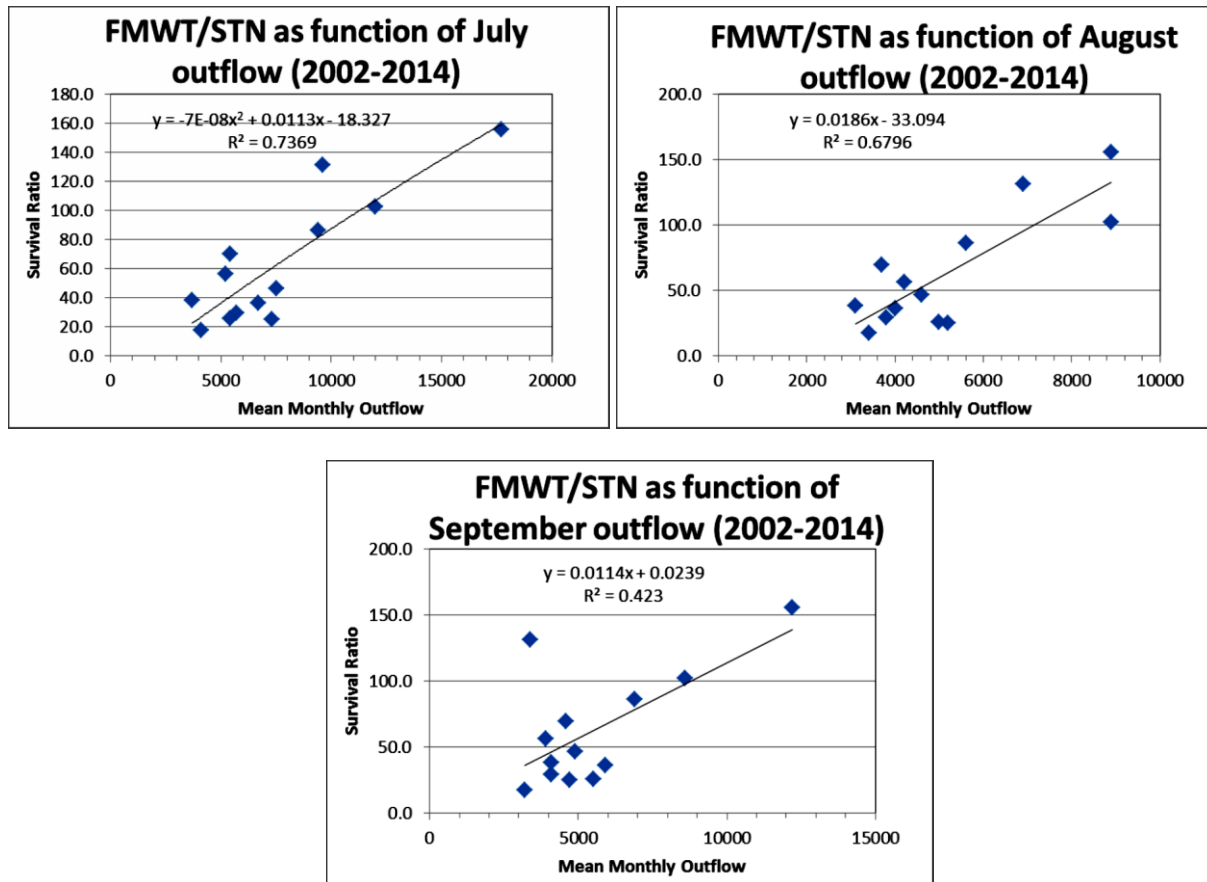 FMWT/STN as function of July
outflow (2002-2014)
180.0
160.0
140.0
120.0
100.0
80.0
60.0
40.0
20.0
0.0
y = -7E-08x² + 0.0113x - 18.327
R² = 0.7369
Survival Ratio
0 5000 10000 15000 20000
Mean Monthly Outflow
FMWT/STN as function of August
outflow (2002-2014)
200.0
150.0
100.0
50.0
0.0
y = 0.0186x - 33.094
R² = 0.6796
Survival Ratio
0 2000 4000 6000 8000 10000
Mean Monthly Outflow
FMWT/STN as function of
September outflow (2002-2014)
200.0
150.0
100.0
50.0
0.0
y = 0.0114x + 0.0239
R² = 0.423
Survival Ratio
0 5000 10000 15000
Mean Monthly Outflow